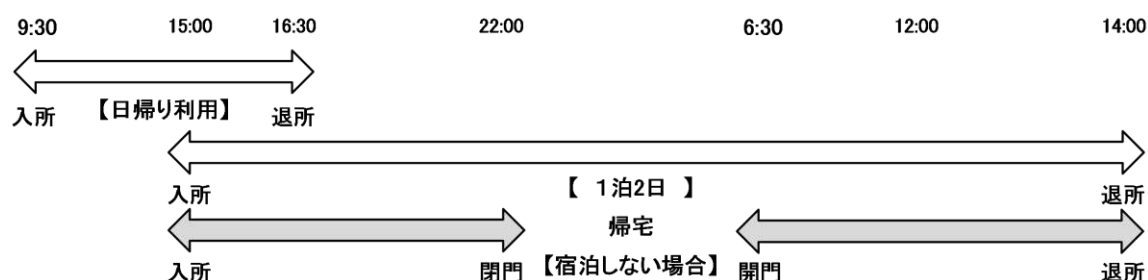 9:30 15:00 16:30 22:00 6:30 12:00 14:00
入所 【日帰り利用】 退所
入所 【 1泊2日 】 退所
帰宅
入所 閉門 【宿泊しない場合】 開門 退所